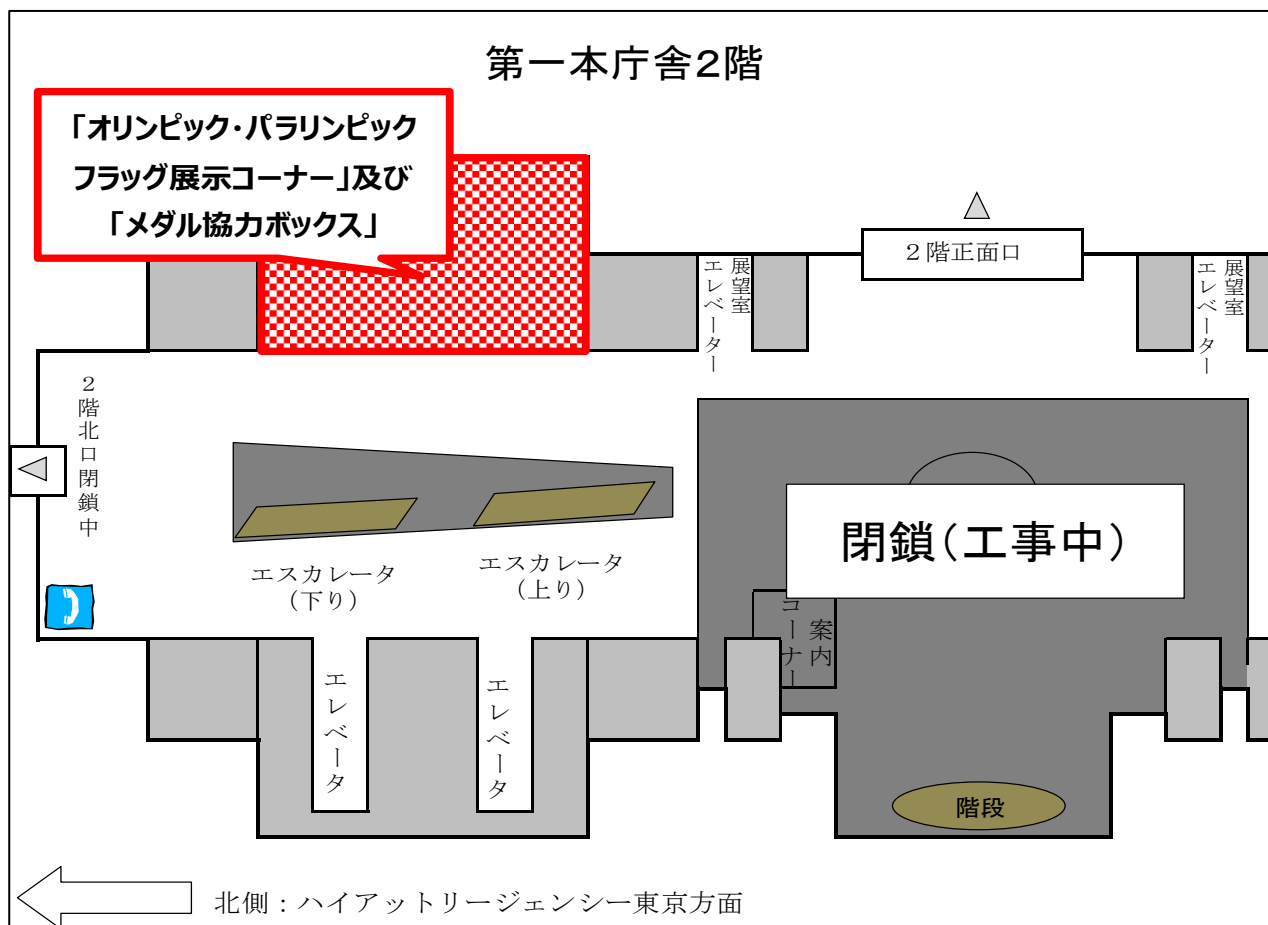 第一本庁舎2階
「オリンピック・パラリンピック
フラッグ展示コーナー」及び
「メダル協力ボックス」
２階正面口
展望室
エレベーター
展望室
エレベーター
２階北口閉鎖中
閉鎖(工事中)
エスカレータ
（下り）
エスカレータ
（上り）
案内
コーナー
エレベータ
エレベータ
階段
北側：ハイアットリージェンシー東京方面